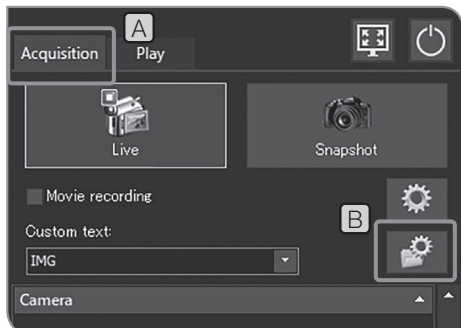 A
Acquisition Play
Live Snapshot
Movie recording
B
Custom text:
IMG
Camera